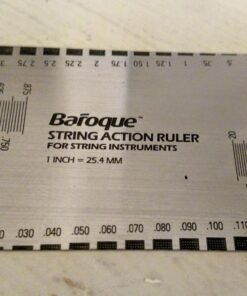 3 2.75 2.5 2.25 2 1.75 1.50 1.25 1 .75 .5
.875
.750
Baroque™
STRING ACTION RULER
FOR STRING INSTRUMENTS
1 INCH = 25.4 MM
.02
.030 .040 .050 .060 .070 .080 .090 .100 .110